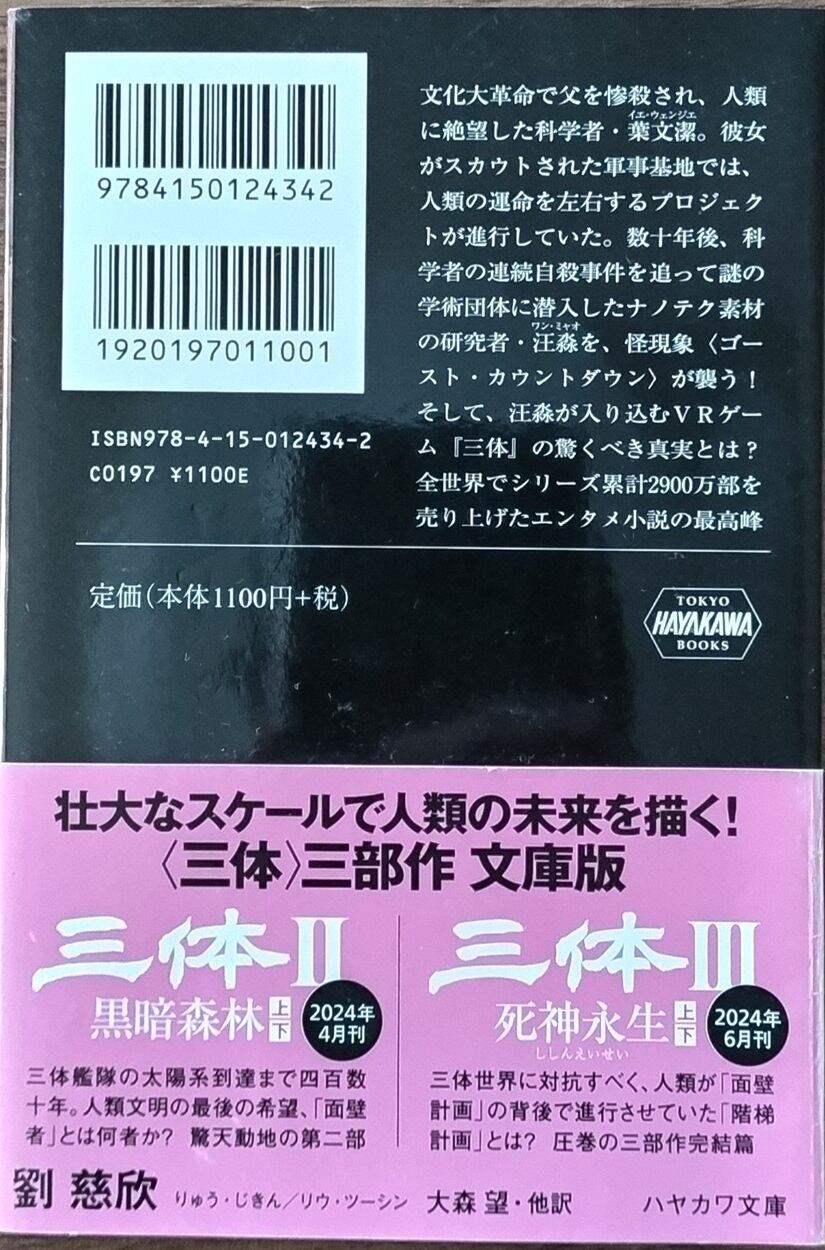 9784150124342
1920197011001
ISBN978-4-15-012434-2
C0197 ¥1100E
文化大革命で父を惨殺され、人類
に絶望した科学者・葉文潔。彼女
イエ・ウェンジエ
がスカウトされた軍事基地では、
人類の運命を左右するプロジェク
トが進行していた。数十年後、科
学者の連続自殺事件を追って謎の
学術団体に潜入したナノテク素材
の研究者・汪淼を、怪現象〈ゴー
ワン・ミャオ
スト・カウントダウン〉が襲う！
そして、汪淼が入り込むＶＲゲー
ム『三体』の驚くべき真実とは？
全世界でシリーズ累計2900万部を
売り上げたエンタメ小説の最高峰
定価（本体1100円+税）
TOKYO
HAYAKAWA
BOOKS
壮大なスケールで人類の未来を描く！
〈三体〉三部作 文庫版
三体II
黒暗森林 上下
2024年
4月刊
三体艦隊の太陽系到達まで四百数
十年。人類文明の最後の希望、「面壁
者」とは何者か？ 驚天動地の第二部
三体III
死神永生 上下
ししんえいせい
2024年
6月刊
三体世界に対抗すべく、人類が「面壁
計画」の背後で進行させていた「階梯
計画」とは？ 圧巻の三部作完結篇
劉 慈欣 りゅう・じきん／リウ・ツーシン 大森 望・他訳 ハヤカワ文庫